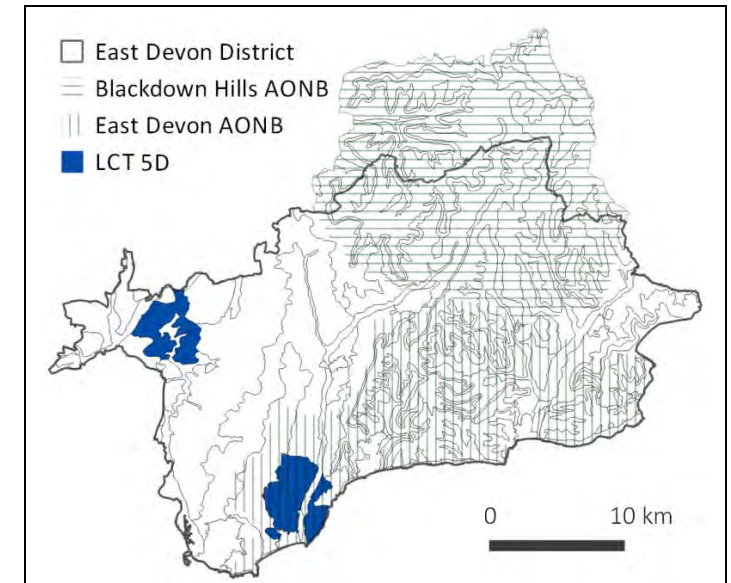 East Devon District
Blackdown Hills AONB
East Devon AONB
LCT 5D
0 10 km